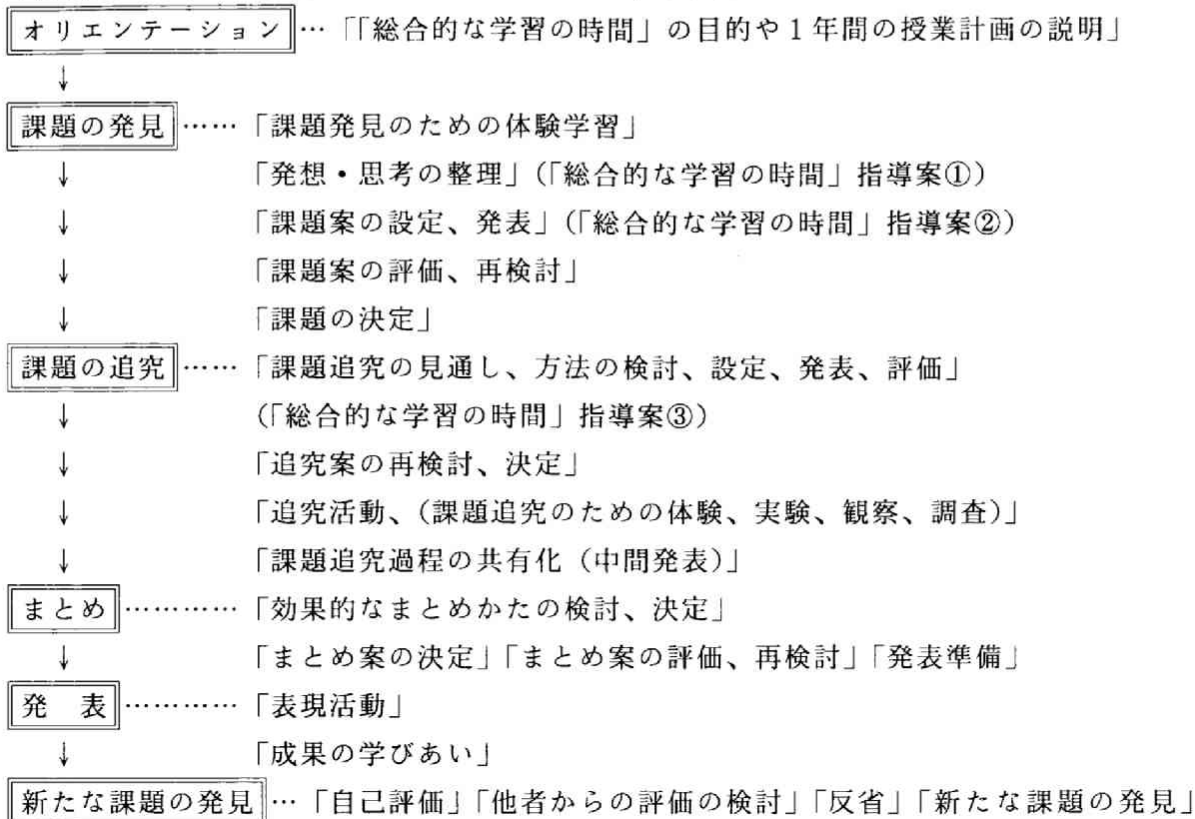 オリエンテーション…「「総合的な学習の時間」の目的や1年間の授業計画の説明」
↓
課題の発見……「課題発見のための体験学習」
↓ 「発想・思考の整理」(「総合的な学習の時間」指導案①)
↓ 「課題案の設定、発表」(「総合的な学習の時間」指導案②)
↓ 「課題案の評価、再検討」
↓ 「課題の決定」
課題の追究……「課題追究の見通し、方法の検討、設定、発表、評価」
↓ (「総合的な学習の時間」指導案③)
↓ 「追究案の再検討、決定」
↓ 「追究活動、(課題追究のための体験、実験、観察、調査)」
↓ 「課題追究過程の共有化(中間発表)」
まとめ…………「効果的なまとめかたの検討、決定」
↓ 「まとめ案の決定」「まとめ案の評価、再検討」「発表準備」
発 表…………「表現活動」
↓ 「成果の学びあい」
新たな課題の発見…「自己評価」「他者からの評価の検討」「反省」「新たな課題の発見」